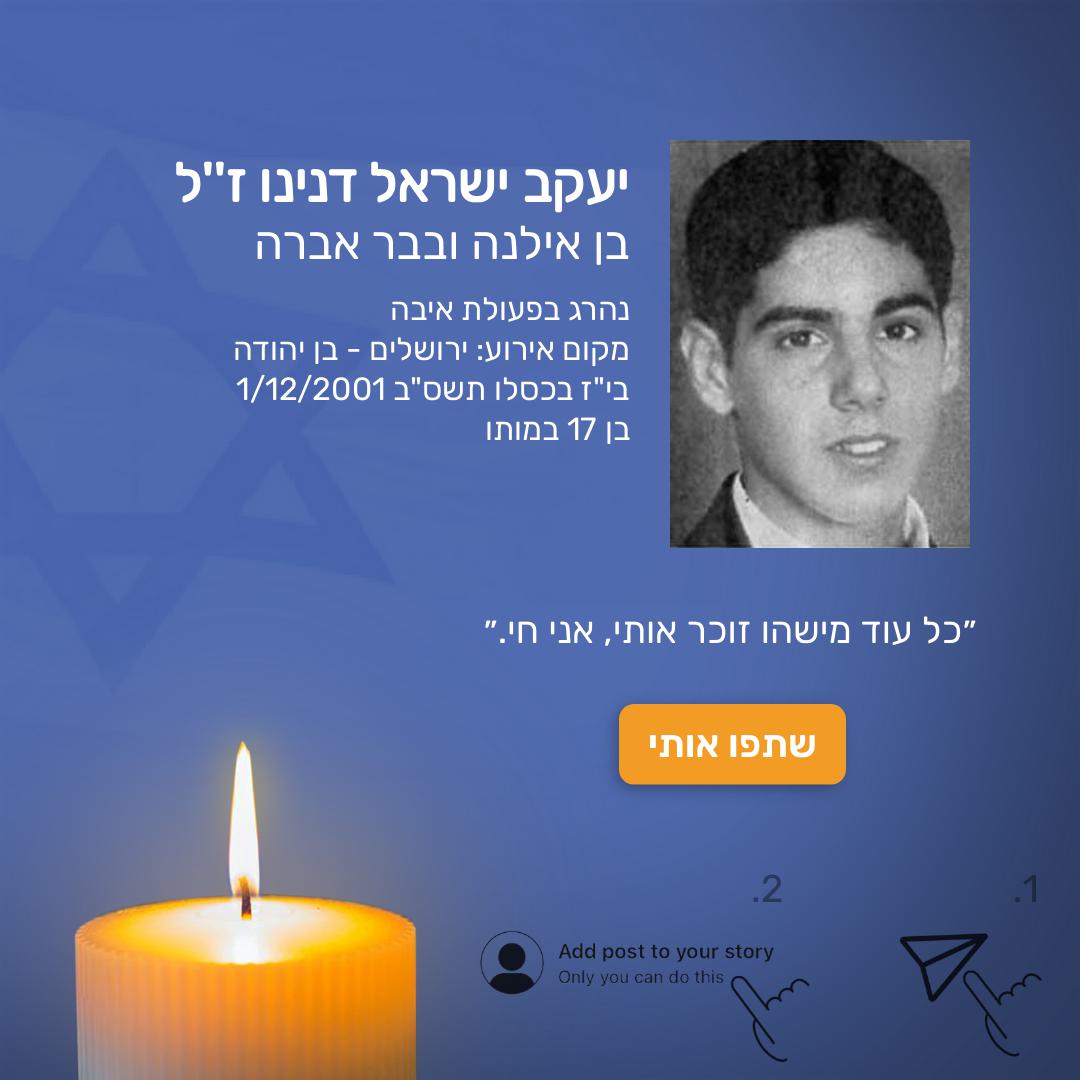 יעקב ישראל דנינו ז"ל
בן אילנה ובבר אברה
נהרג בפעולת איבה
מקום אירוע: ירושלים - בן יהודה
בי"ז בכסלו תשס"ב 1/12/2001
בן 17 במותו
״כל עוד מישהו זוכר אותי, אני חי.״
שתפו אותי
.1
.2
Add post to your story
Only you can do this